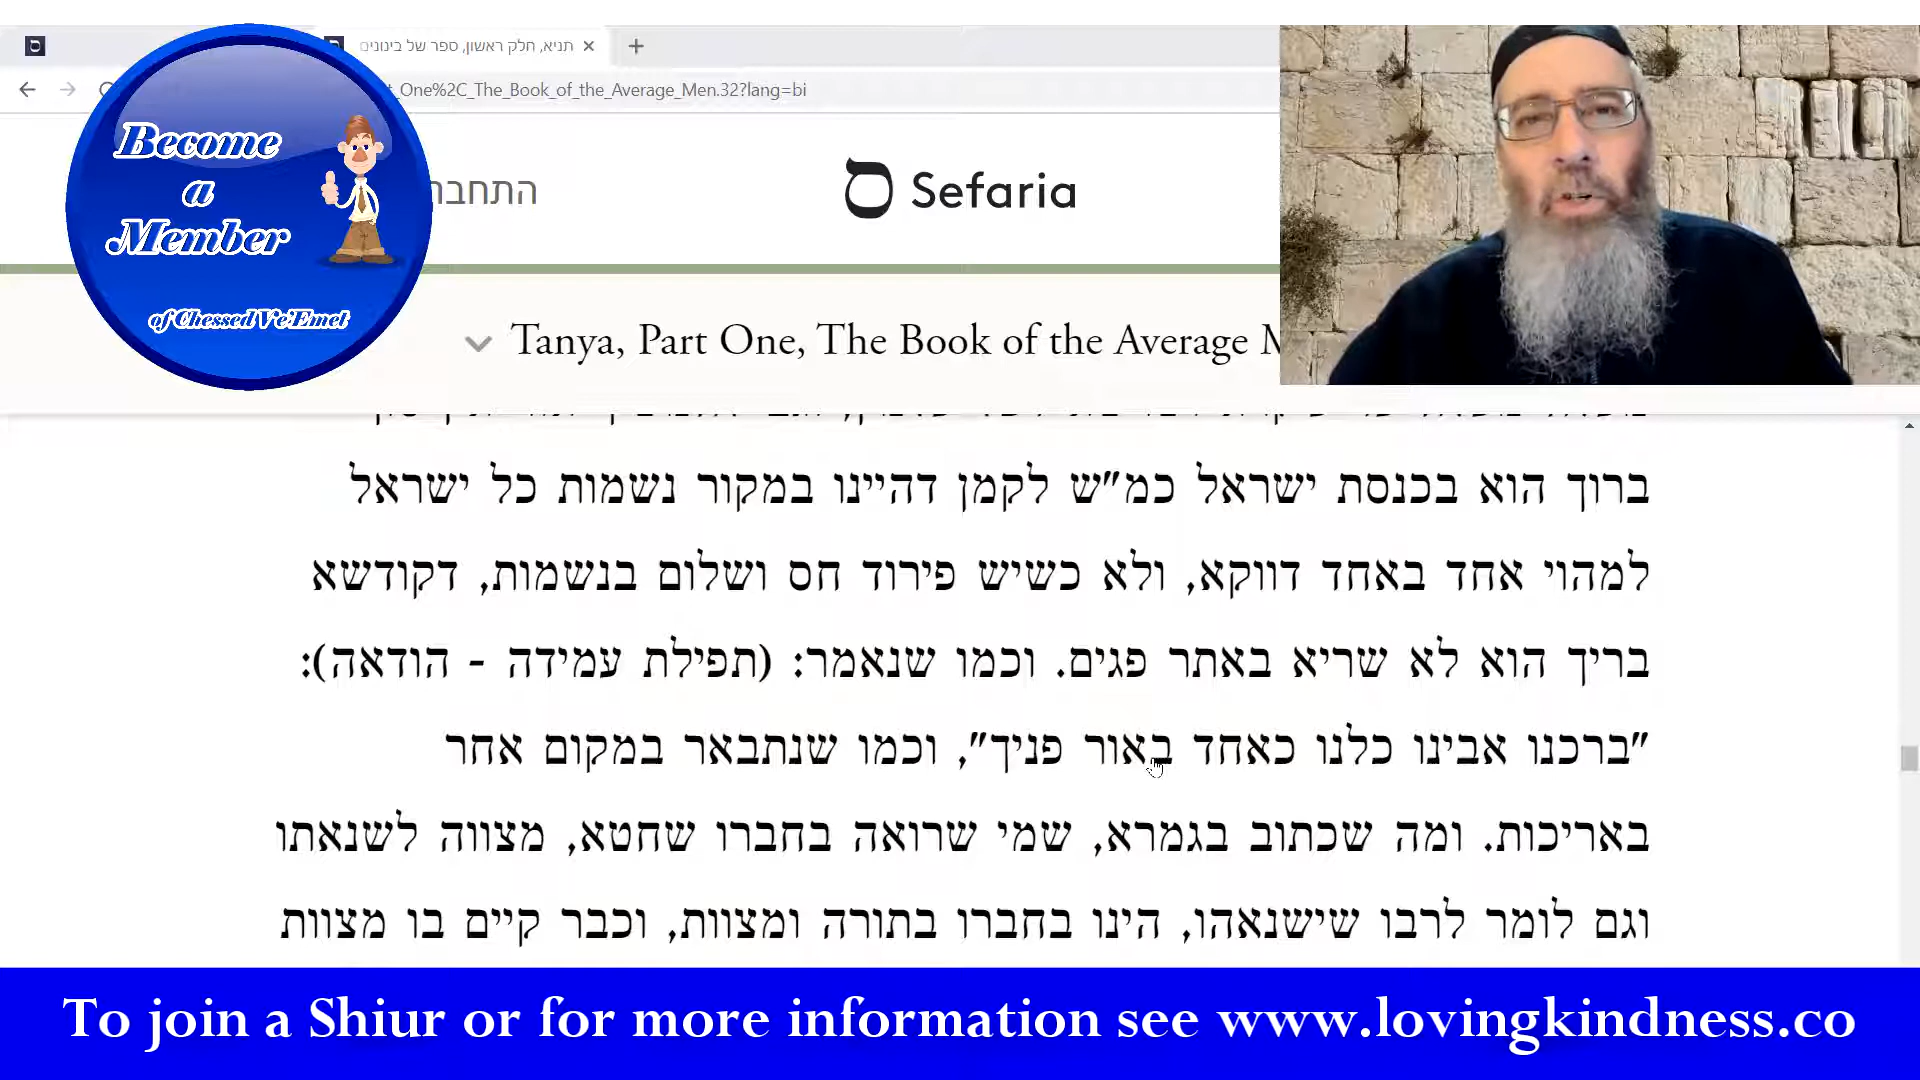 תניא, חלק ראשון, ספר של בינונים
_One%2C_The_Book_of_the_Average_Men.32?lang=bi
Become
a
Member
of Chessed V'e'Emet
Sefaria
Tanya, Part One, The Book of the Average
ברוך הוא בכנסת ישראל כמ"ש לקמן דהיינו במקור נשמות כל ישראל
למהוי אחד באחד דווקא, ולא כשיש פירוד חס ושלום בנשמות, דקודשא
בריך הוא לא שריא באתר פגים. וכמו שנאמר: (תפילת עמידה - הודאה):
"ברכנו אבינו כלנו כאחד באור פניך", וכמו שנתבאר במקום אחר
באריכות. ומה שכתוב בגמרא, שמי שרואה בחברו שחטא, מצווה לשנאתו
וגם לומר לרבו שישנאהו, הינו בחברו בתורה ומצוות, וכבר קיים בו מצוות
To join a Shiur or for more information see www.lovingkindness.co